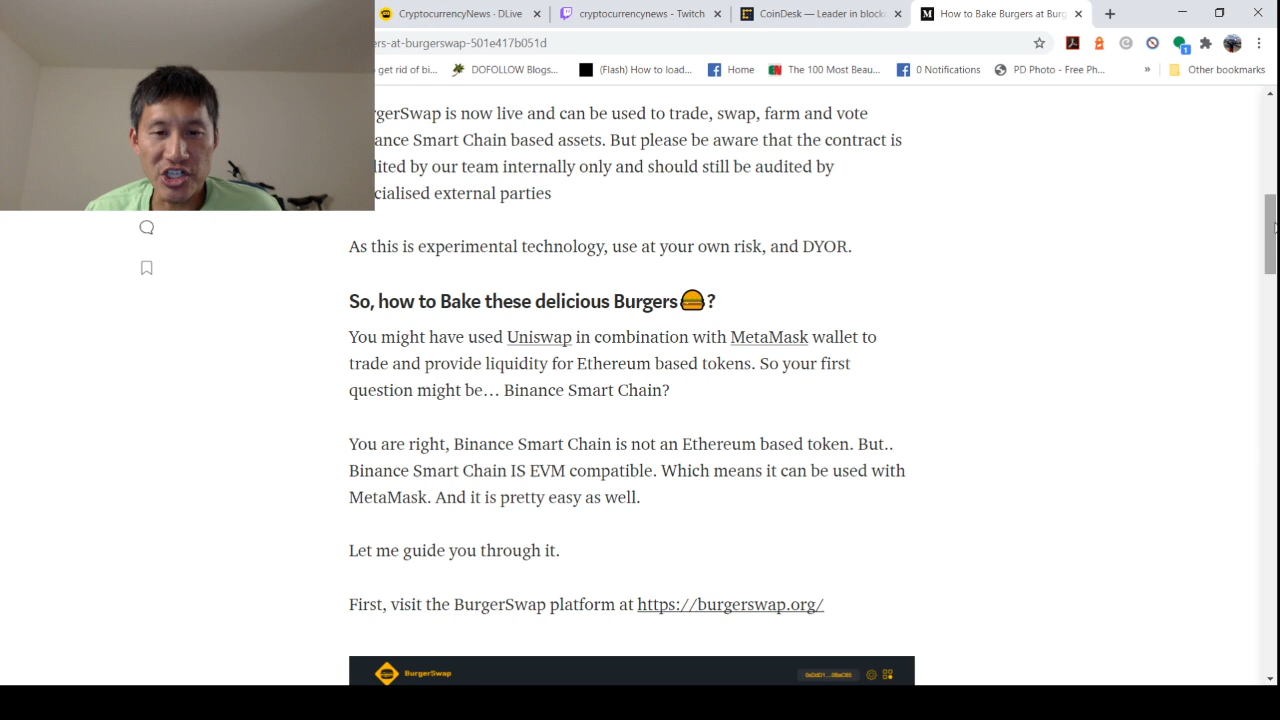 CryptocurrencyNews · DLive
cryptocurrencynews - Twitch
CoinDesk — Leader in block
How to Bake Burgers at Burg
ers-at-burgerswap-501e417b051d
get rid of bi...
DOFOLLOW Blogs...
(Flash) How to load...
Home
The 100 Most Beau...
0 Notifications
PD Photo - Free Ph...
»
Other bookmarks
rgerSwap is now live and can be used to trade, swap, farm and vote
ance Smart Chain based assets. But please be aware that the contract is
lited by our team internally only and should still be audited by
cialised external parties
As this is experimental technology, use at your own risk, and DYOR.
So, how to Bake these delicious Burgers🍔?
You might have used Uniswap in combination with MetaMask wallet to
trade and provide liquidity for Ethereum based tokens. So your first
question might be… Binance Smart Chain?
You are right, Binance Smart Chain is not an Ethereum based token. But..
Binance Smart Chain IS EVM compatible. Which means it can be used with
MetaMask. And it is pretty easy as well.
Let me guide you through it.
First, visit the BurgerSwap platform at https://burgerswap.org/
BurgerSwap